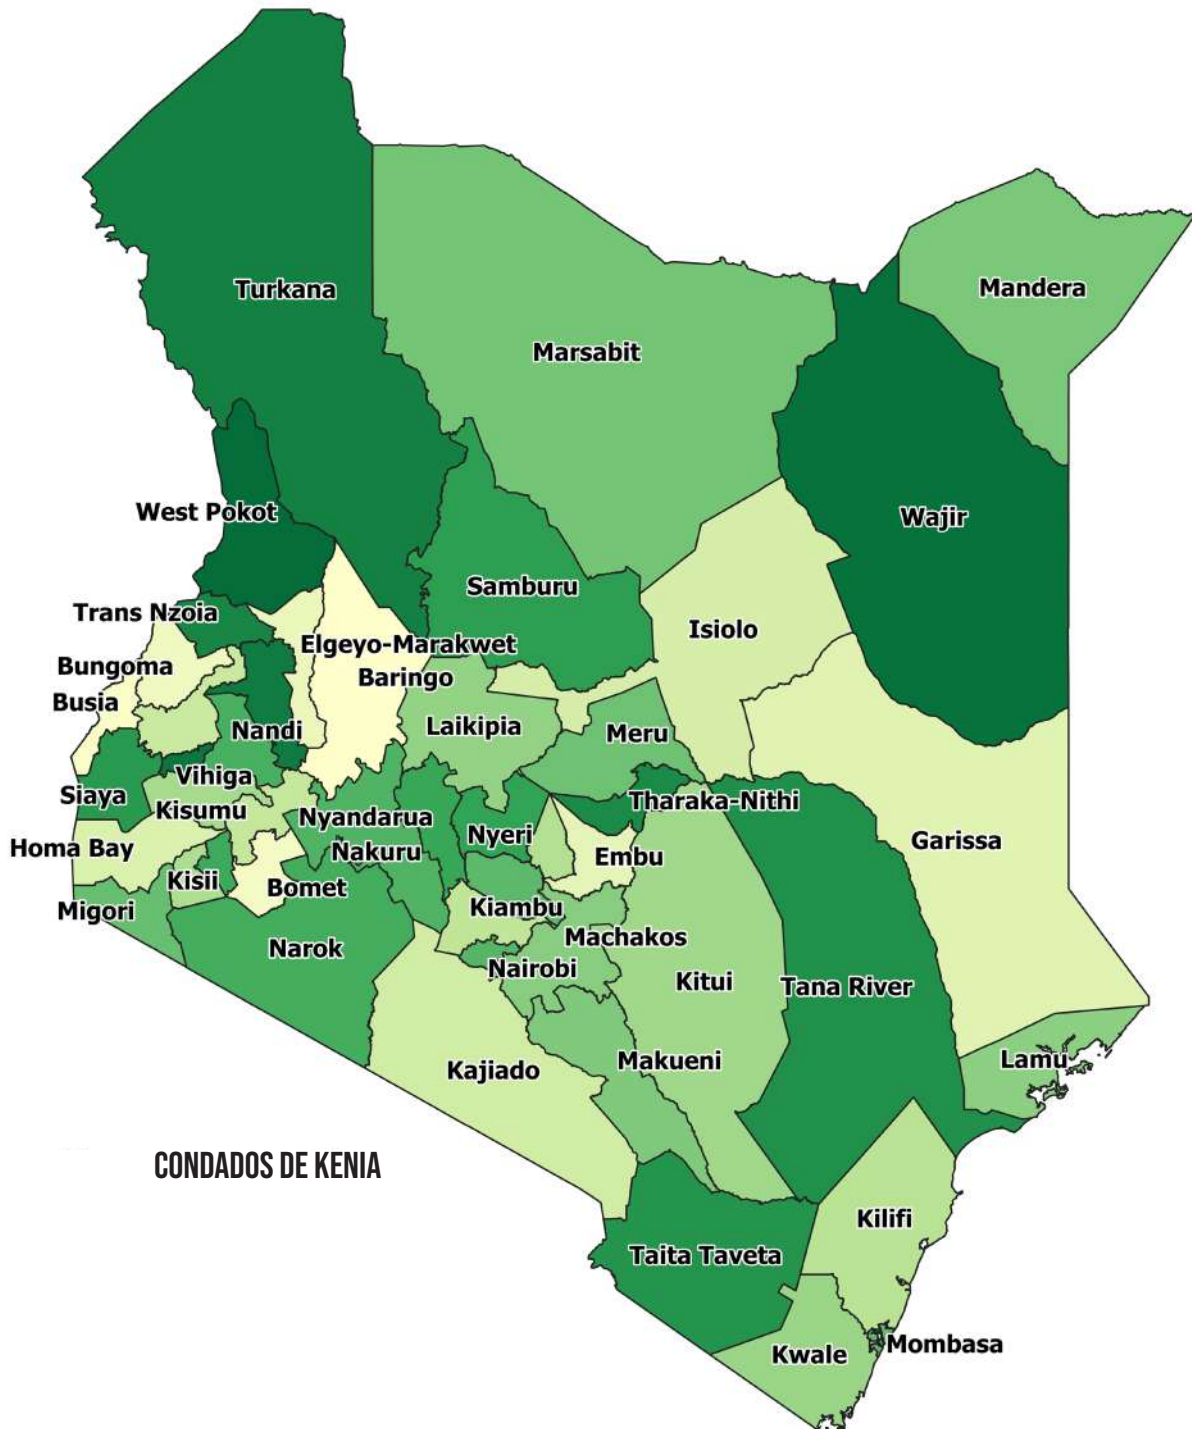 Turkana
Mandera
Marsabit
West Pokot
Wajir
Samburu
Trans Nzoia
Isiolo
Elgeyo-Marakwet
Bungoma
Baringo
Busia
Nandi
Laikipia
Meru
Vihiga
Siaya
Kisumu
Nyandarua
Tharaka-Nithi
Nyeri
Garissa
Homa Bay
Nakuru
Embu
Kisii
Bomet
Migori
Kiambu
Machakos
Narok
Nairobi
Kitui
Tana River
Kajiado
Makueni
Lamu
CONDADOS DE KENIA
Kilifi
Taita Taveta
Mombasa
Kwale